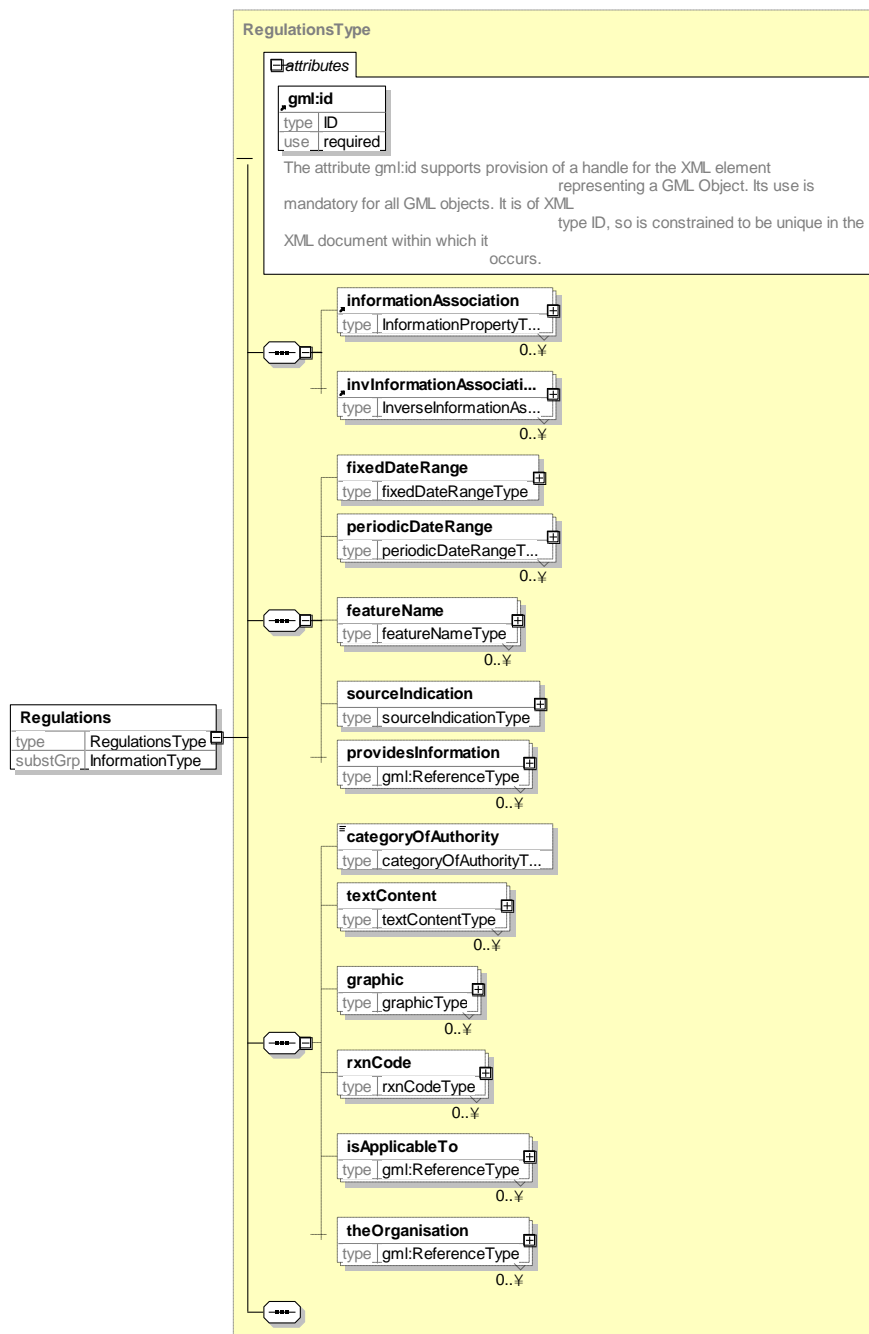 RegulationsType
attributes
gml:id
type ID
use required
The attribute gml:id supports provision of a handle for the XML element
representing a GML Object. Its use is
mandatory for all GML objects. It is of XML
type ID, so is constrained to be unique in the
XML document within which it
occurs.
informationAssociation
type InformationPropertyT...
0..¥
invInformationAssociati...
type InverseInformationAs...
0..¥
fixedDateRange
type fixedDateRangeType
periodicDateRange
type periodicDateRangeT...
0..¥
featureName
type featureNameType
0..¥
sourceIndication
type sourceIndicationType
providesInformation
type gml:ReferenceType
0..¥
Regulations
type RegulationsType
substGrp InformationType
categoryOfAuthority
type categoryOfAuthorityT...
textContent
type textContentType
0..¥
graphic
type graphicType
0..¥
rxnCode
type rxnCodeType
0..¥
isApplicableTo
type gml:ReferenceType
0..¥
theOrganisation
type gml:ReferenceType
0..¥